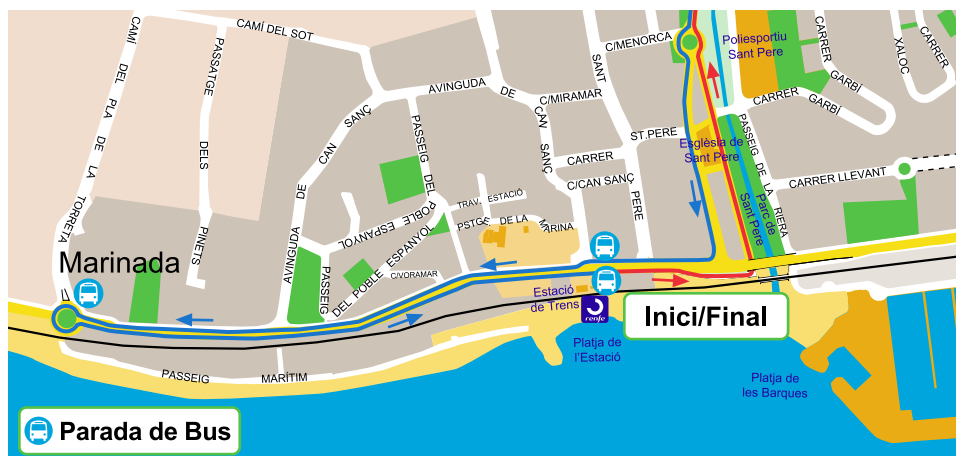 CAMÍ DEL SOT
CAMÍ DEL PLA DE LA TORRETA
PASSATGE DELS PINETS
AVINGUDA DE CAN SANÇ
AVINGUDA DE CAN SANÇ
PASSEIG DEL POBLE ESPANYOL
PASSEIG DEL POBLE ESPANYOL
TRAV. ESTACIÓ
PSTGE DE LA MARINA
C/VORAMAR
C/MENORCA
C/MIRAMAR
SANT PERE
ST.PERE
CARRER
C/CAN SANÇ
Poliesportiu
Sant Pere
CARRER GARBÍ
CARRER GARBÍ
CARRER
XALOC
CARRER
Esglèsia de
Sant Pere
PASSEIG DE LA RIERA
Parc de
Sant Pere
CARRER LLEVANT
Marinada
Estació
de Trens
renfe
Inici/Final
Platja de
l'Estació
Platja de
les Barques
PASSEIG MARÍTIM
Parada de Bus